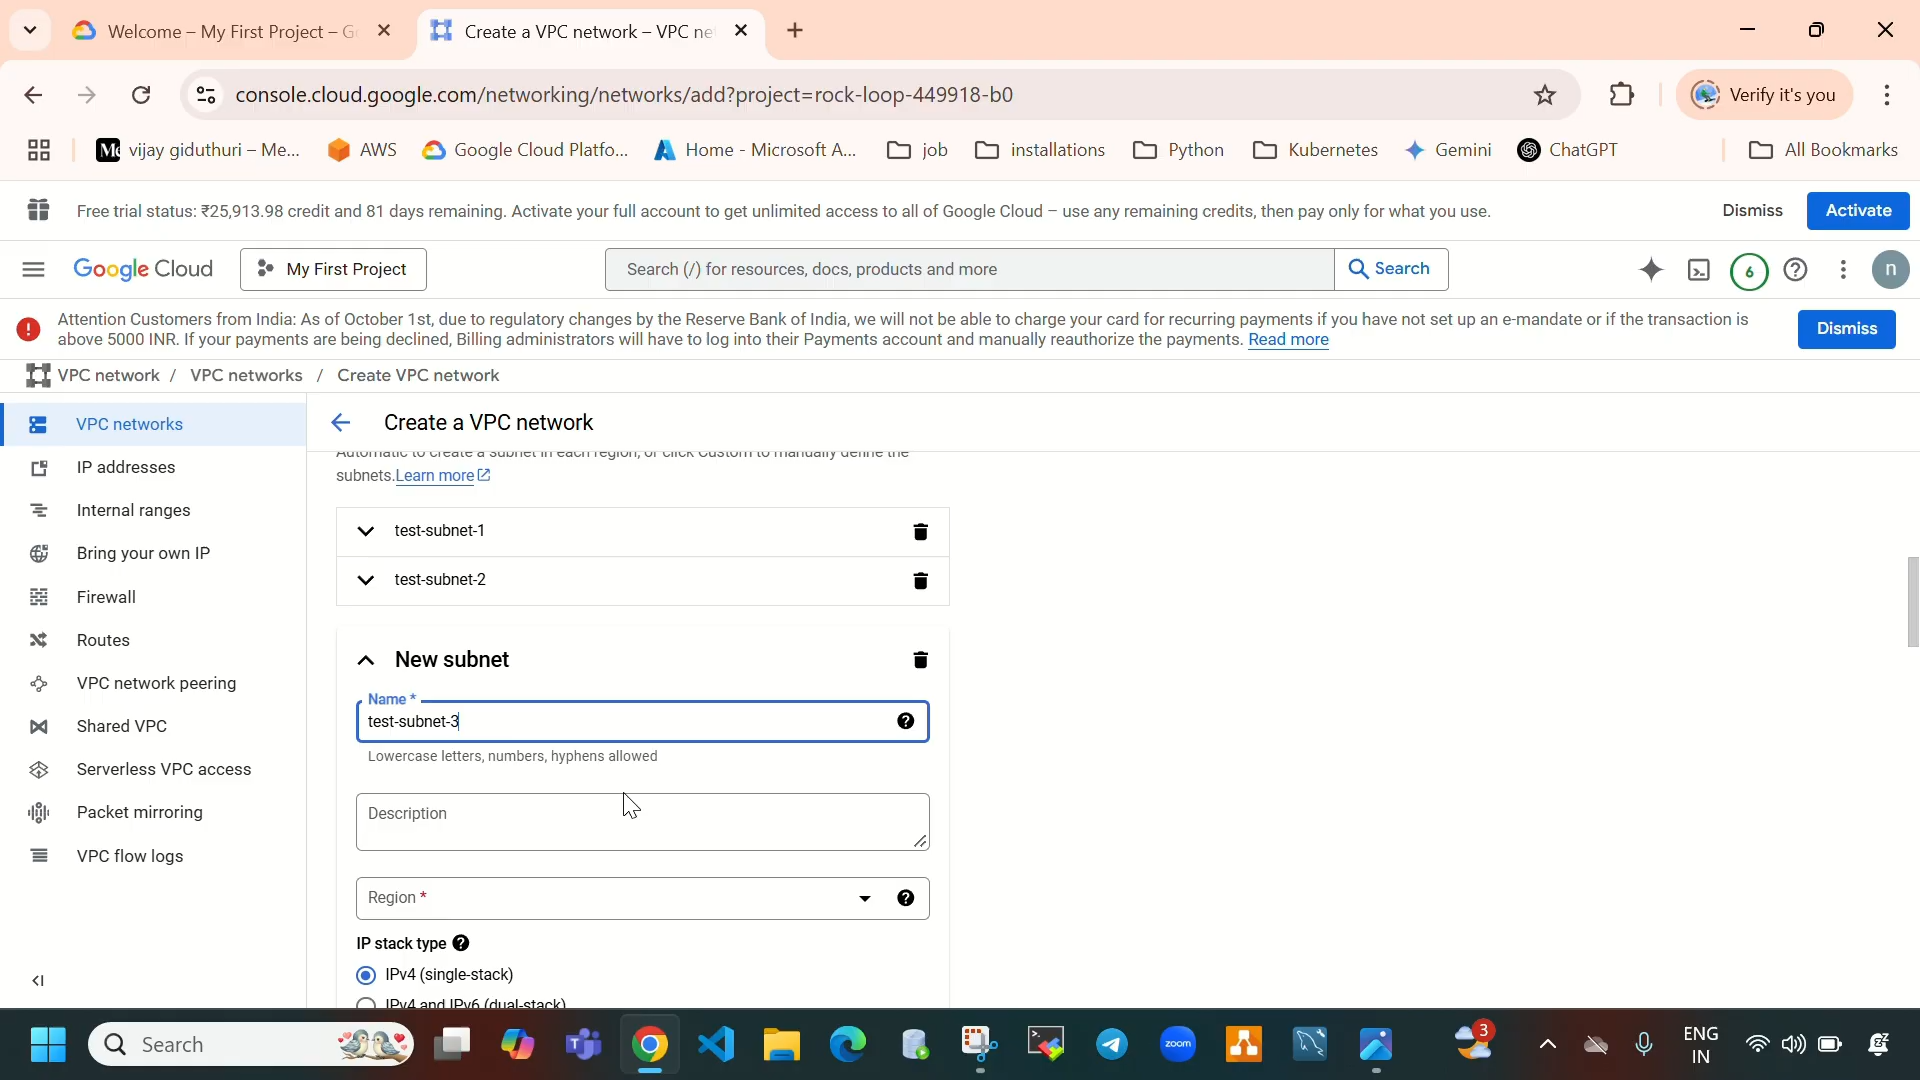 Welcome – My First Project – G
Create a VPC network – VPC ne
console.cloud.google.com/networking/networks/add?project=rock-loop-449918-b0
Verify it's you
vijay giduthuri – Me...
AWS
Google Cloud Platfo...
Home - Microsoft A...
job
installations
Python
Kubernetes
Gemini
ChatGPT
All Bookmarks
Free trial status: ₹25,913.98 credit and 81 days remaining. Activate your full account to get unlimited access to all of Google Cloud – use any remaining credits, then pay only for what you use.
Dismiss
Activate
Google Cloud
My First Project
Search (/) for resources, docs, products and more
Search
6
n
Attention Customers from India: As of October 1st, due to regulatory changes by the Reserve Bank of India, we will not be able to charge your card for recurring payments if you have not set up an e-mandate or if the transaction is
above 5000 INR. If your payments are being declined, Billing administrators will have to log into their Payments account and manually reauthorize the payments. Read more
Dismiss
VPC network / VPC networks / Create VPC network
VPC networks
IP addresses
Internal ranges
Bring your own IP
Firewall
Routes
VPC network peering
Shared VPC
Serverless VPC access
Packet mirroring
VPC flow logs
Create a VPC network
Automatic to create a subnet in each region, or click Custom to manually define the
subnets. Learn more
test-subnet-1
test-subnet-2
New subnet
Name *
test-subnet-3
Lowercase letters, numbers, hyphens allowed
Description
Region *
IP stack type
IPv4 (single-stack)
IPv4 and IPv6 (dual-stack)
Search
zoom
3
ENG
IN